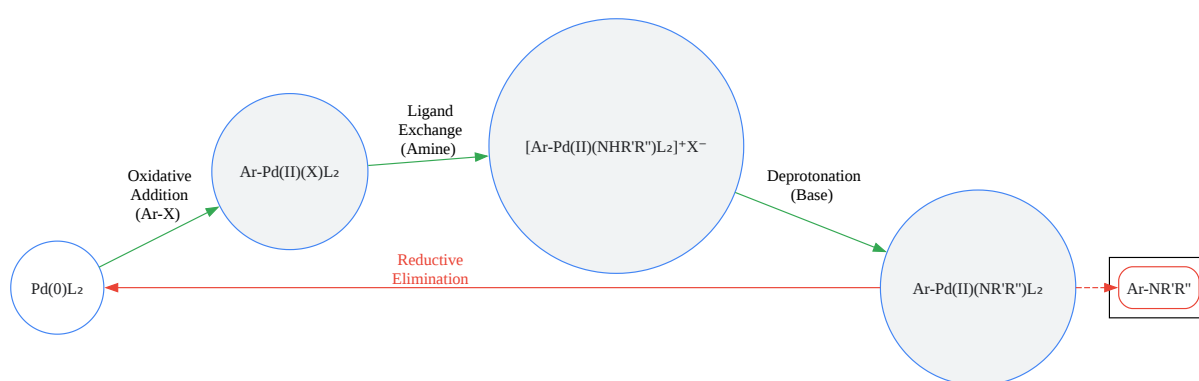 Ligand
Exchange
(Amine)
[Ar-Pd(II)(NHR'R")L₂]⁺X⁻
Oxidative
Addition
(Ar-X)
Ar-Pd(II)(X)L₂
Deprotonation
(Base)
Reductive
Elimination
Pd(0)L₂
Ar-Pd(II)(NR'R")L₂
Ar-NR'R"